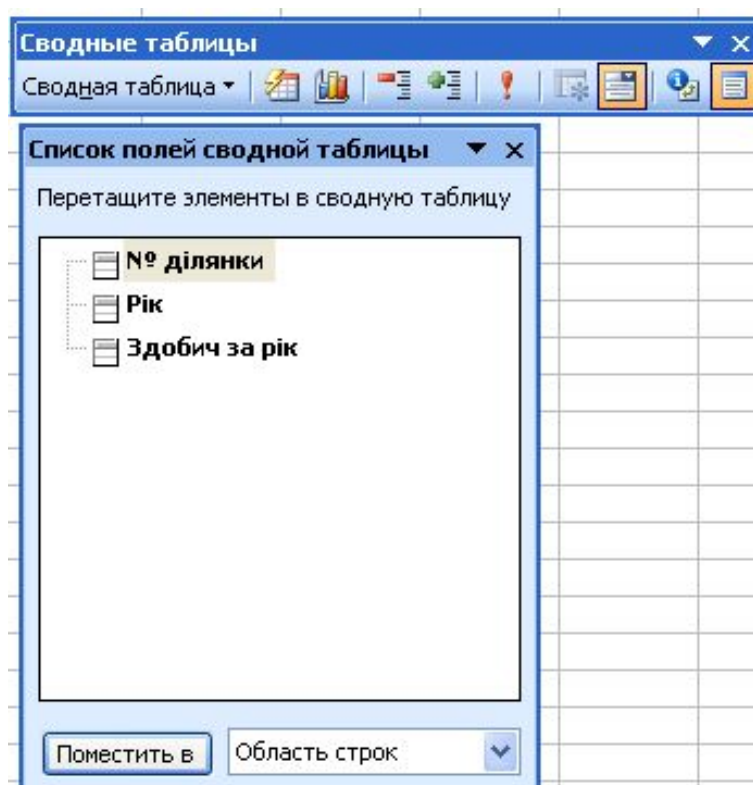 Сводные таблицы
Сводная таблица
Список полей сводной таблицы
Перетащите элементы в сводную таблицу
№ ділянки
Рік
Здобич за рік
Поместить в
Область строк